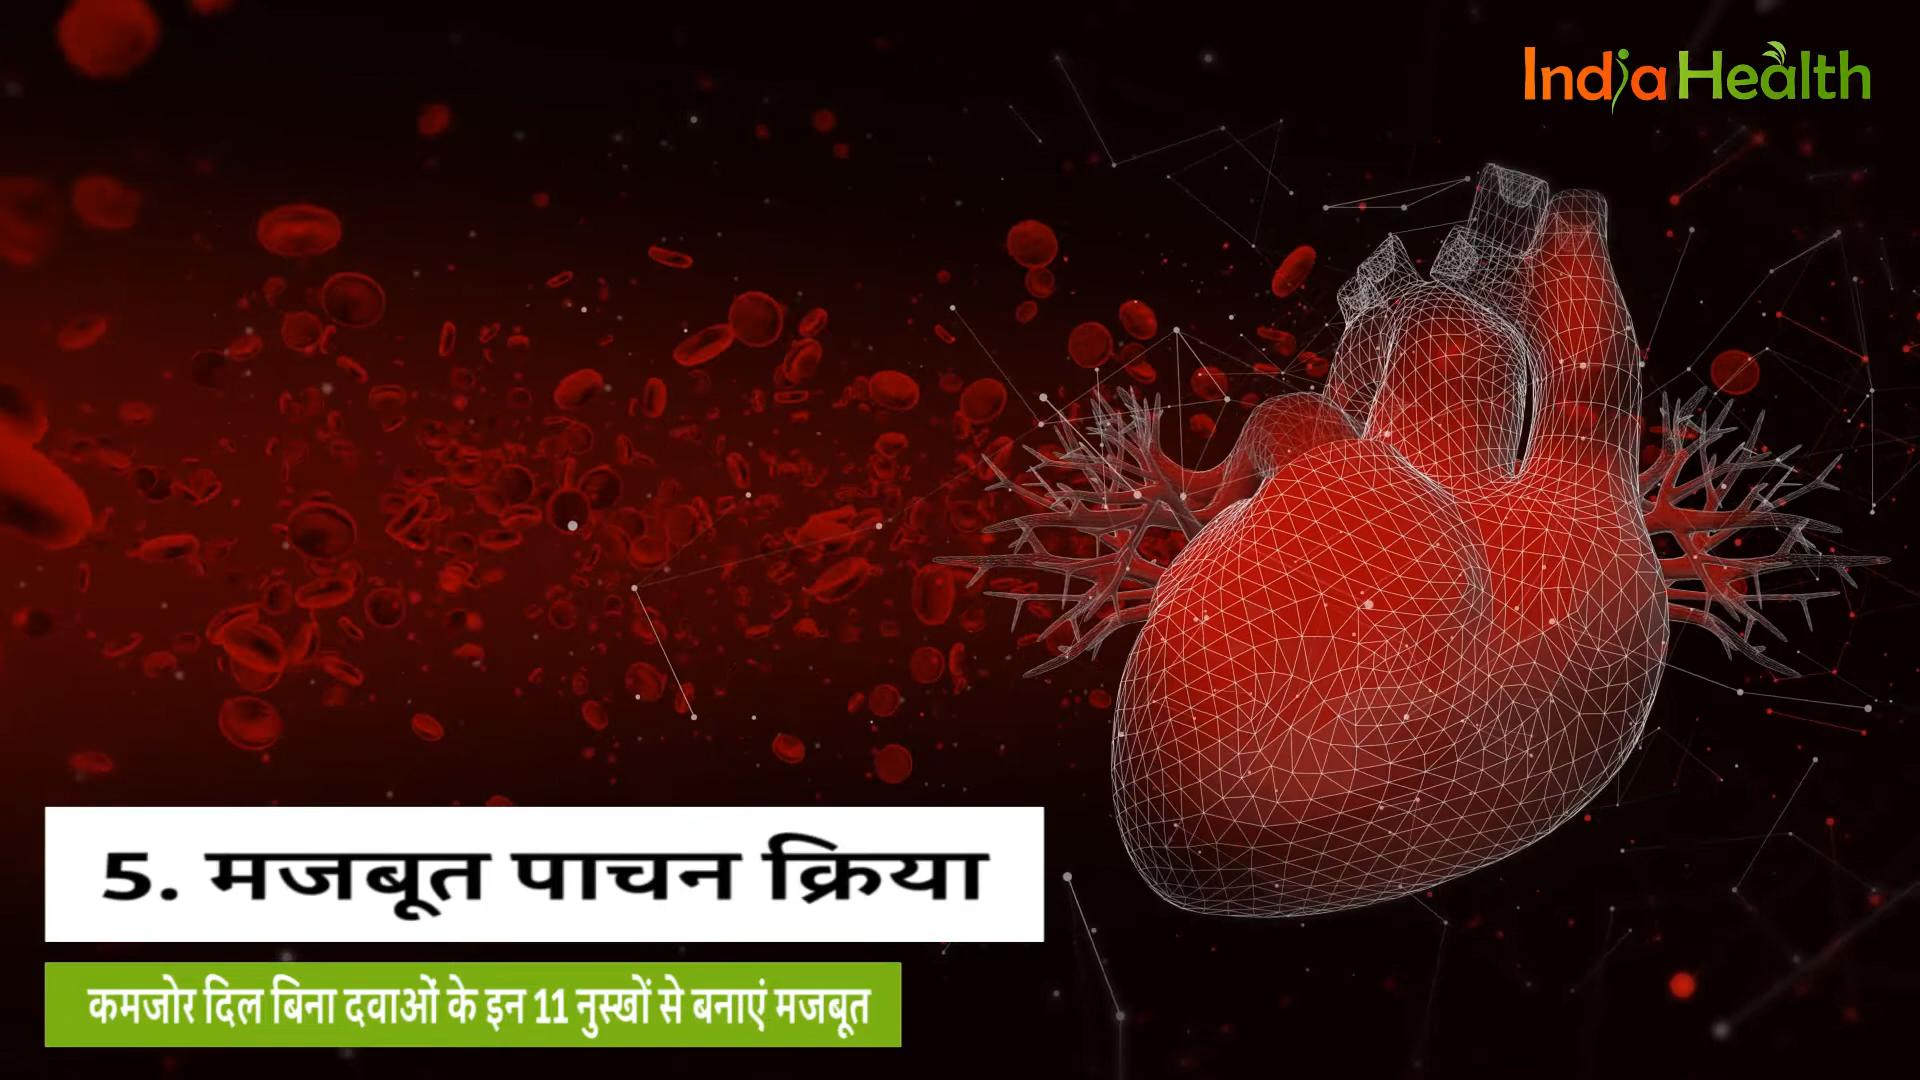 India Health
5. मजबूत पाचन क्रिया
कमजोर दिल बिना दवाओं के इन 11 नुस्खों से बनाएं मजबूत